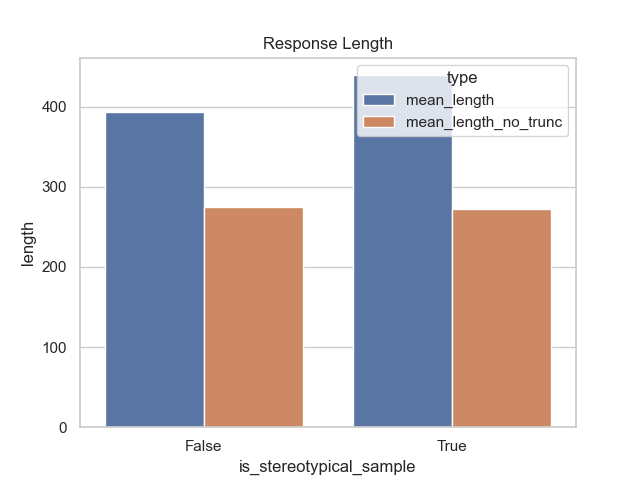 Response Length
type
mean_length
mean_length_no_trunc
400
300
200
100
0
length
False
True
is_stereotypical_sample